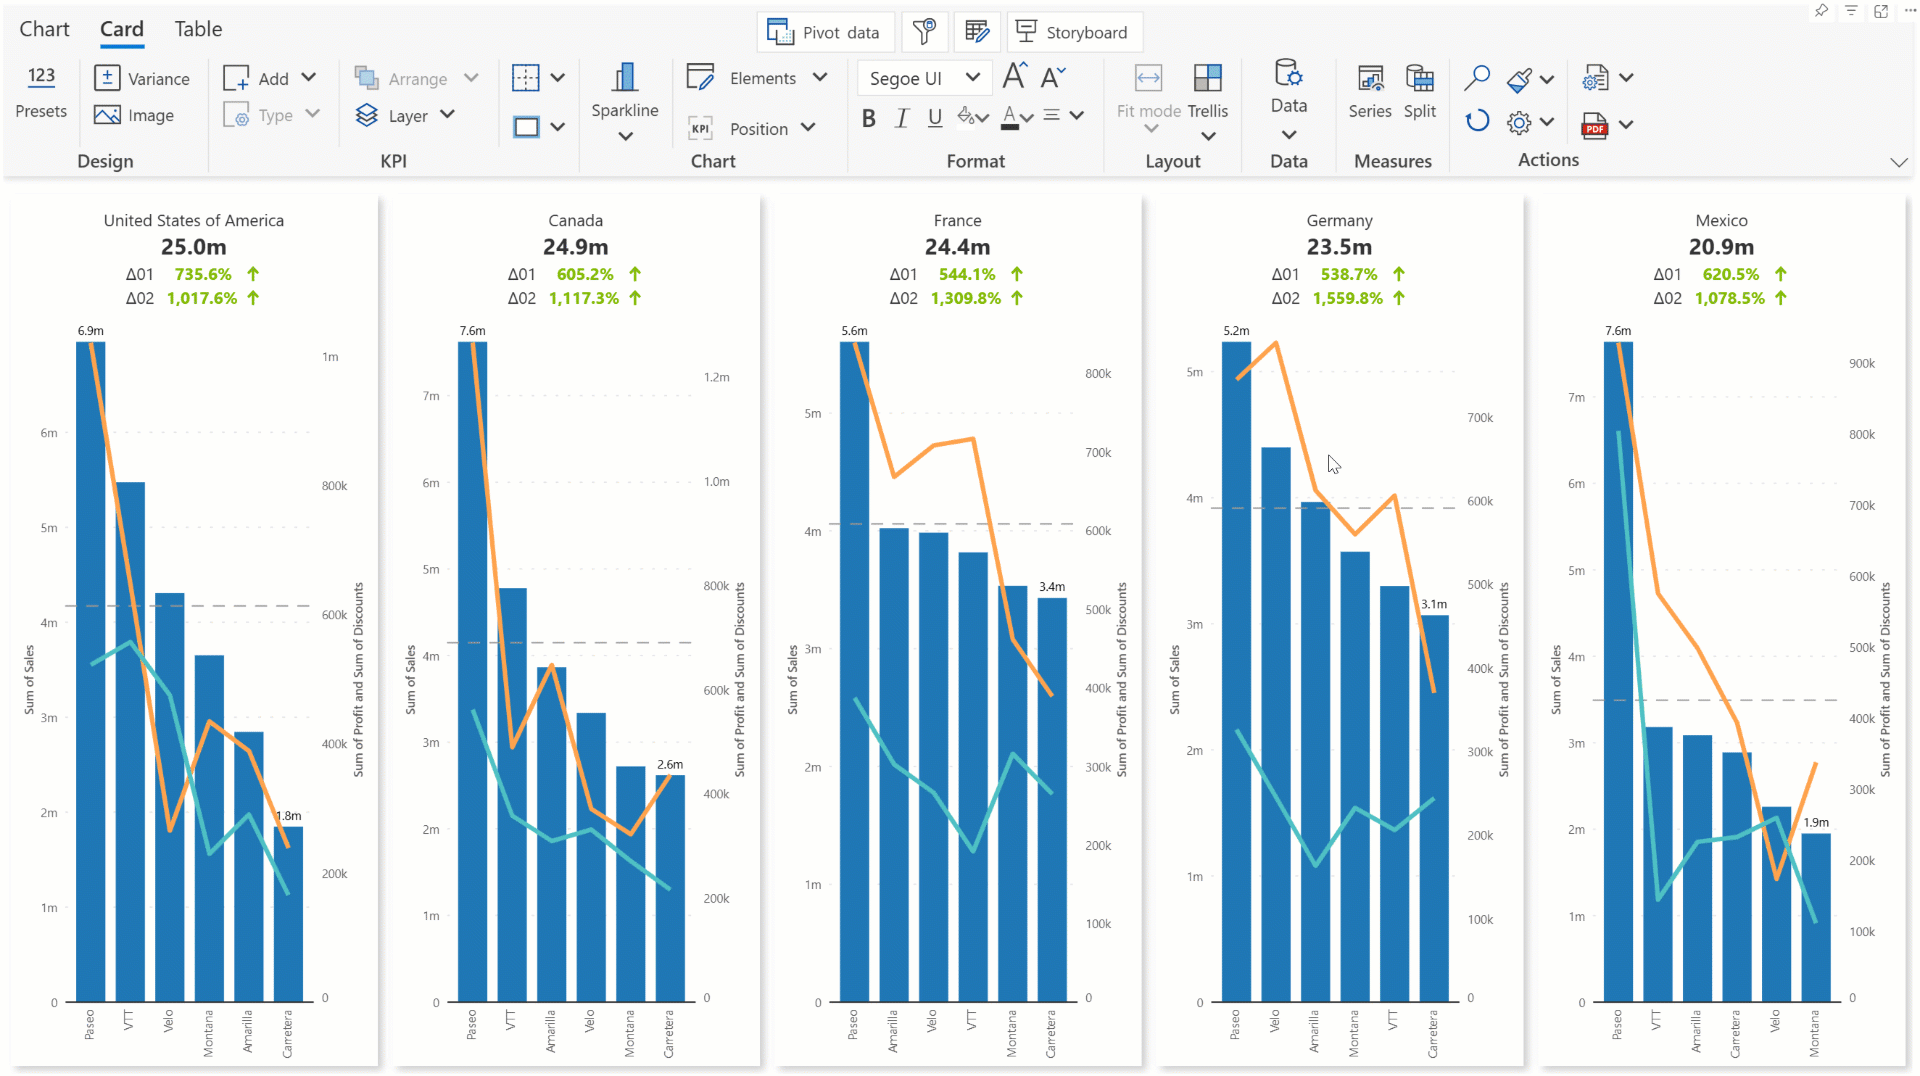 Chart Card Table
Pivot data
Storyboard
123
Presets
Variance
Image
Design
Add
Type
Arrange
Layer
KPI
Sparkline
Elements
KPI
Position
Chart
Segoe UI
A A
B I U A
Format
Fit mode
Trellis
Layout
Data
Data
Series
Split
Measures
PDF
Actions
United States of America
25.0m
Δ01 735.6%
Δ02 1,017.6%
6.9m
1.8m
Sum of Sales
6m
5m
4m
3m
2m
1m
0
1m
800k
600k
400k
200k
0
Sum of Profit and Sum of Discounts
Paseo
VTT
Velo
Montana
Amarilla
Carretera
Canada
24.9m
Δ01 605.2%
Δ02 1,117.3%
7.6m
2.6m
Sum of Sales
7m
6m
5m
4m
3m
2m
1m
0
1.2m
1.0m
800k
600k
400k
200k
0
Sum of Profit and Sum of Discounts
Paseo
VTT
Amarilla
Velo
Montana
Carretera
France
24.4m
Δ01 544.1%
Δ02 1,309.8%
5.6m
3.4m
Sum of Sales
5m
4m
3m
2m
1m
0
800k
700k
600k
500k
400k
300k
200k
100k
0
Sum of Profit and Sum of Discounts
Paseo
Amarilla
Velo
VTT
Montana
Carretera
Germany
23.5m
Δ01 538.7%
Δ02 1,559.8%
5.2m
3.1m
Sum of Sales
5m
4m
3m
2m
1m
0
700k
600k
500k
400k
300k
200k
100k
0
Sum of Profit and Sum of Discounts
Paseo
Velo
Amarilla
Montana
VTT
Carretera
Mexico
20.9m
Δ01 620.5%
Δ02 1,078.5%
7.6m
1.9m
Sum of Sales
7m
6m
5m
4m
3m
2m
1m
0
900k
800k
700k
600k
500k
400k
300k
200k
100k
0
Sum of Profit and Sum of Discounts
Paseo
VTT
Amarilla
Carretera
Velo
Montana